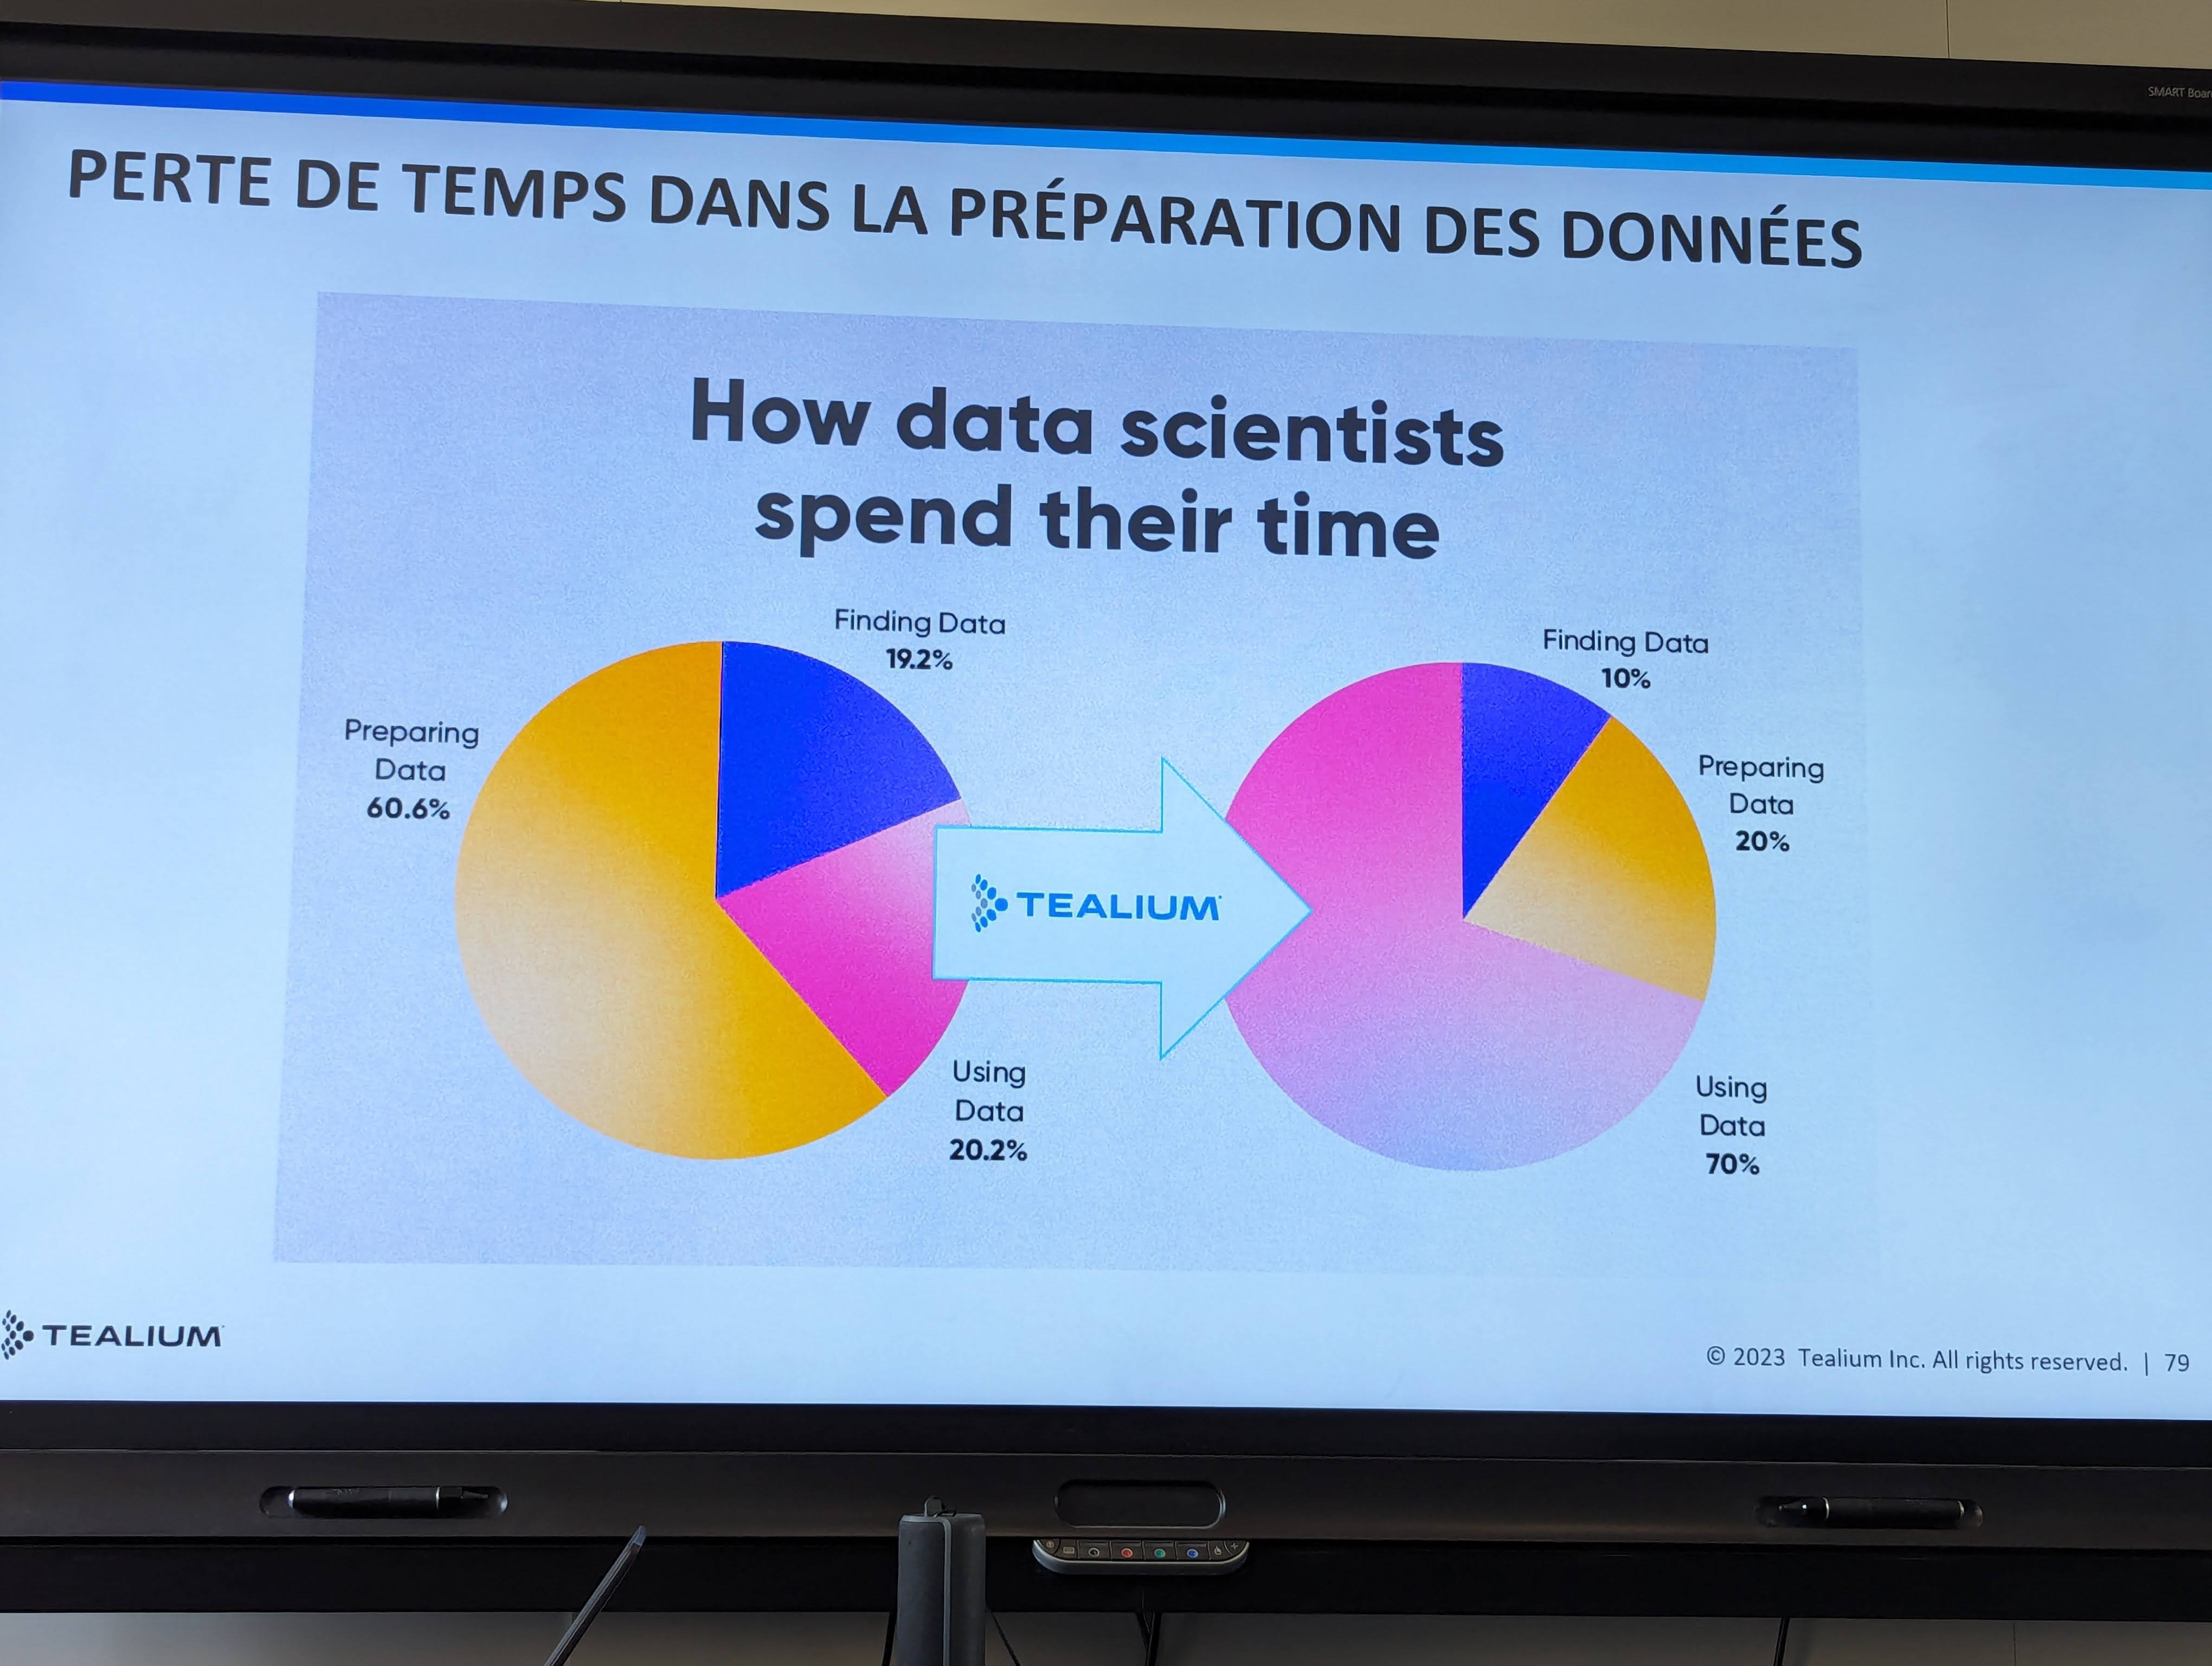 SMART Boar
PERTE DE TEMPS DANS LA PRÉPARATION DES DONNÉES
How data scientists
spend their time
Finding Data
19.2%
Preparing
Data
60.6%
Using
Data
20.2%
TEALIUM
Finding Data
10%
Preparing
Data
20%
Using
Data
70%
TEALIUM
© 2023 Tealium Inc. All rights reserved. | 79